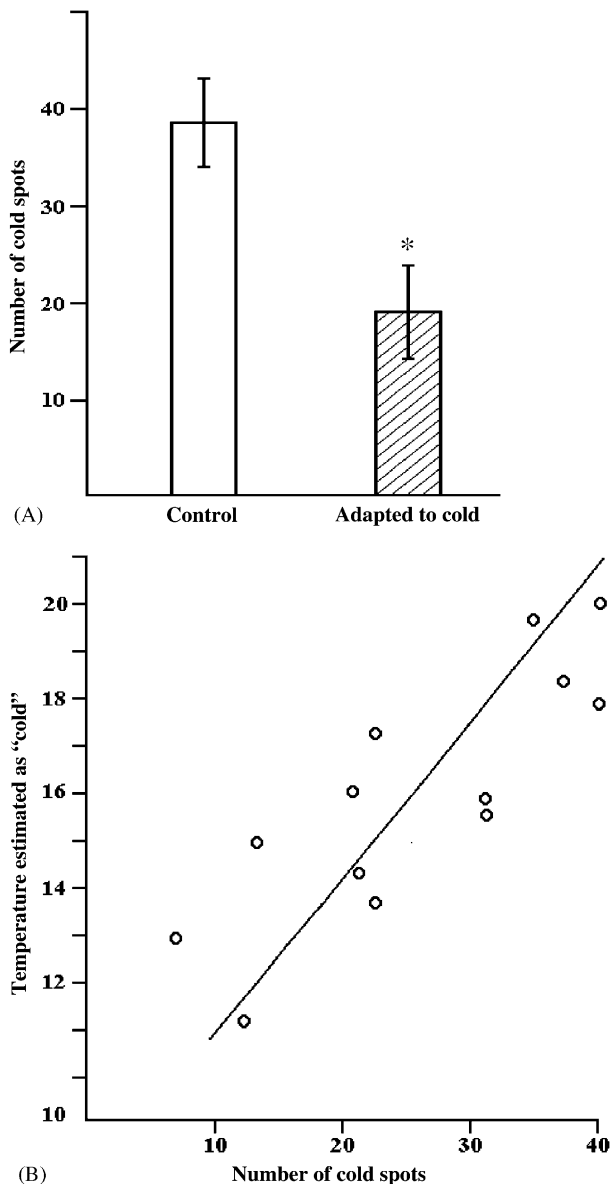 40
30
20
10
Number of cold spots
*
Control
Adapted to cold
(A)
20
18
16
14
12
10
Temperature estimated as “cold”
10
20
30
40
Number of cold spots
(B)